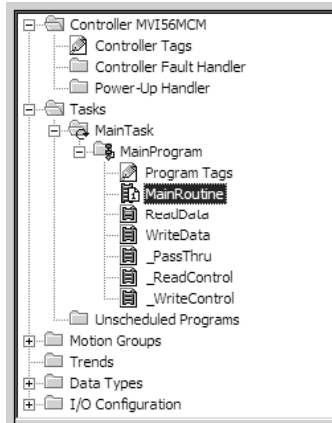 Controller MVI56MCM
Controller Tags
Controller Fault Handler
Power-Up Handler
Tasks
MainTask
MainProgram
Program Tags
MainRoutine
ReadData
WriteData
_PassThru
_ReadControl
_WriteControl
Unscheduled Programs
Motion Groups
Trends
Data Types
I/O Configuration